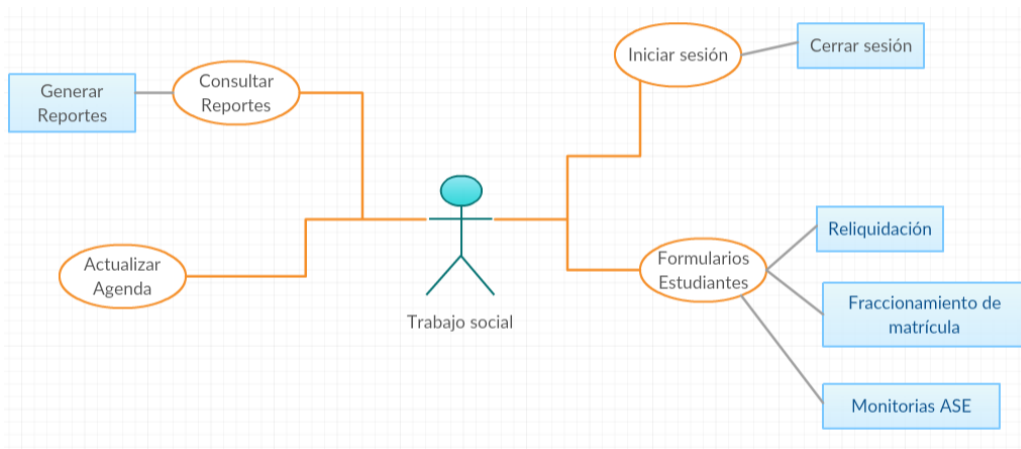 Iniciar sesión
Cerrar sesión
Consultar
Reportes
Generar
Reportes
Actualizar
Agenda
Trabajo social
Formularios
Estudiantes
Reliquidación
Fraccionamiento de
matrícula
Monitorias ASE